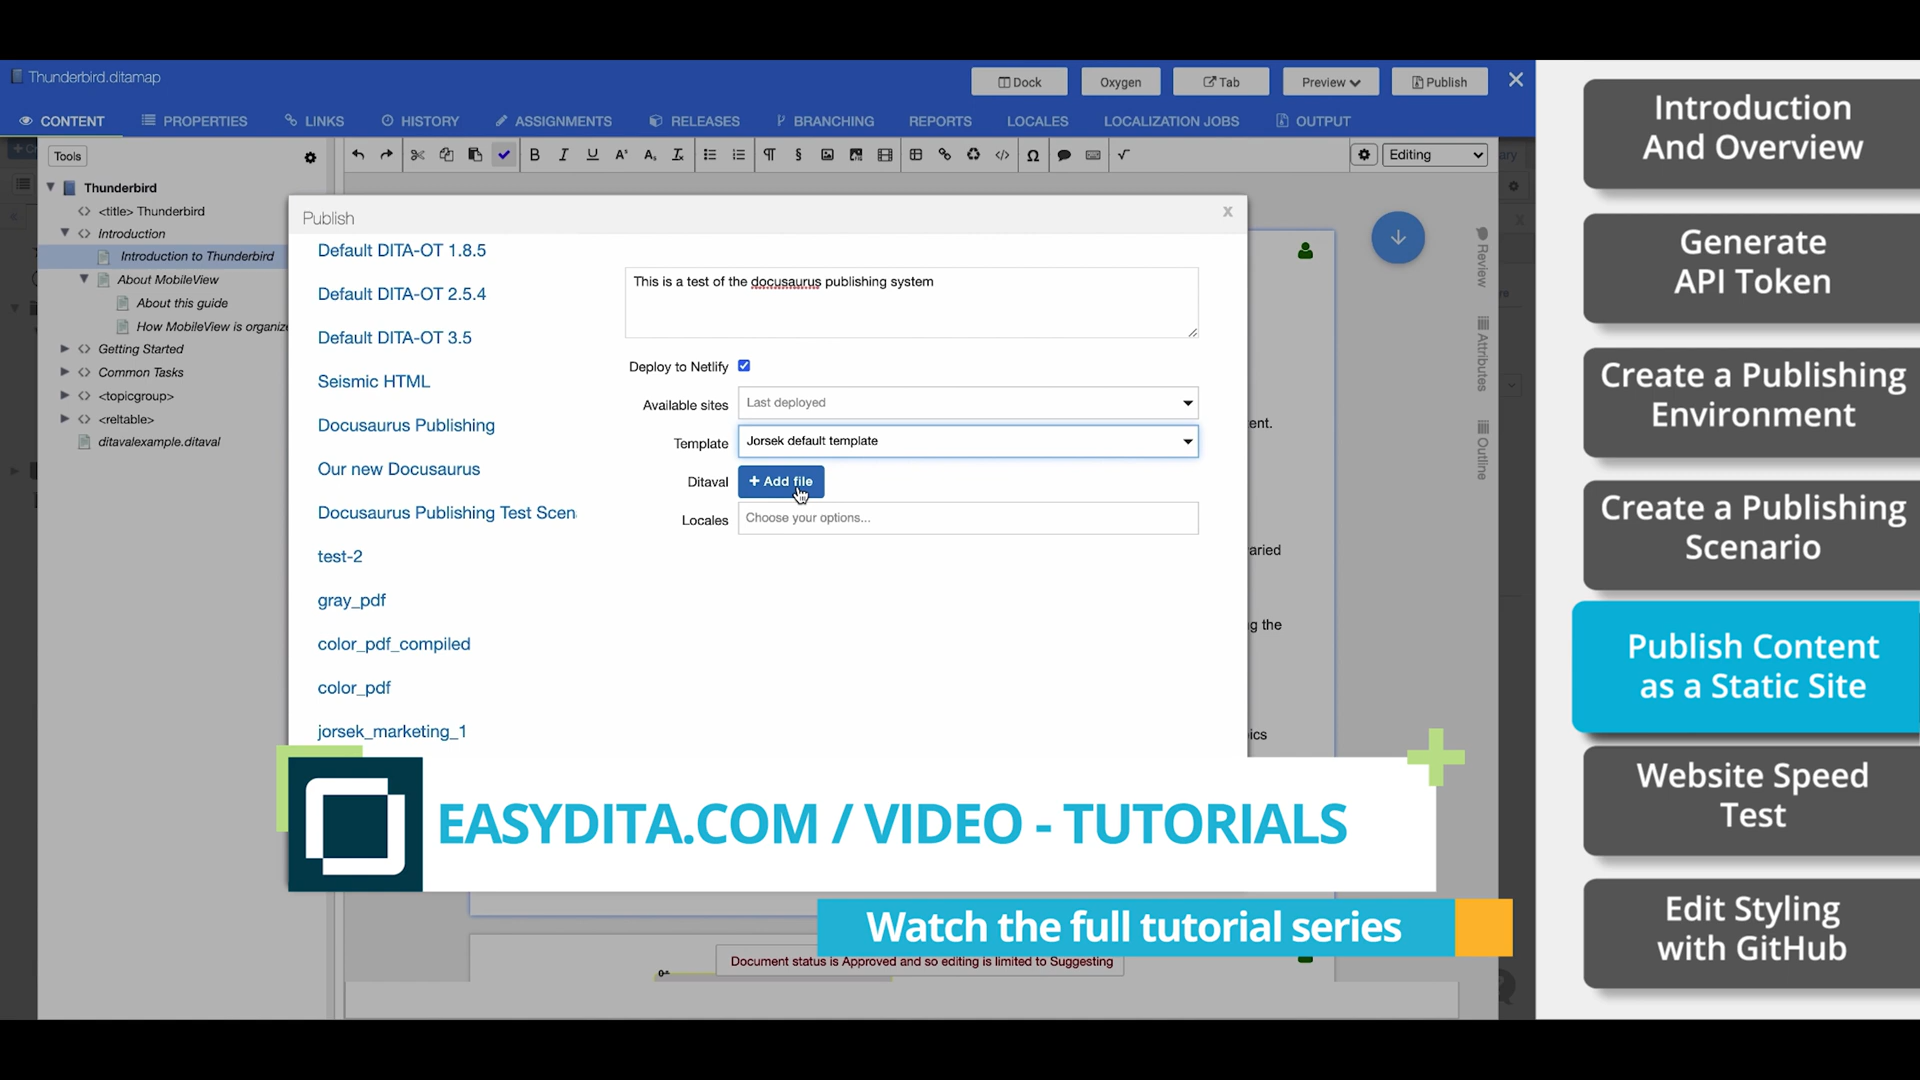 Thunderbird.ditamap
Dock
Oxygen
Tab
Preview
Publish
CONTENT
PROPERTIES
LINKS
HISTORY
ASSIGNMENTS
RELEASES
BRANCHING
REPORTS
LOCALES
LOCALIZATION JOBS
OUTPUT
Tools
Editing
Thunderbird
<title> Thunderbird
Introduction
Introduction to Thunderbird
About MobileView
About this guide
How MobileView is organize
Getting Started
Common Tasks
<topicgroup>
<reltable>
ditavalexample.ditaval
Publish
x
Default DITA-OT 1.8.5
Default DITA-OT 2.5.4
Default DITA-OT 3.5
Seismic HTML
Docusaurus Publishing
Our new Docusaurus
Docusaurus Publishing Test Scen
test-2
gray_pdf
color_pdf_compiled
color_pdf
jorsek_marketing_1
This is a test of the docusaurus publishing system
Deploy to Netlify
Available sites
Last deployed
Template
Jorsek default template
Ditaval
+ Add file
Locales
Choose your options...
ent.
aried
g the
ics
Review
Attributes
Outline
EASYDITA.COM / VIDEO - TUTORIALS
Watch the full tutorial series
Document status is Approved and so editing is limited to Suggesting
Introduction
And Overview
Generate
API Token
Create a Publishing
Environment
Create a Publishing
Scenario
Publish Content
as a Static Site
Website Speed
Test
Edit Styling
with GitHub